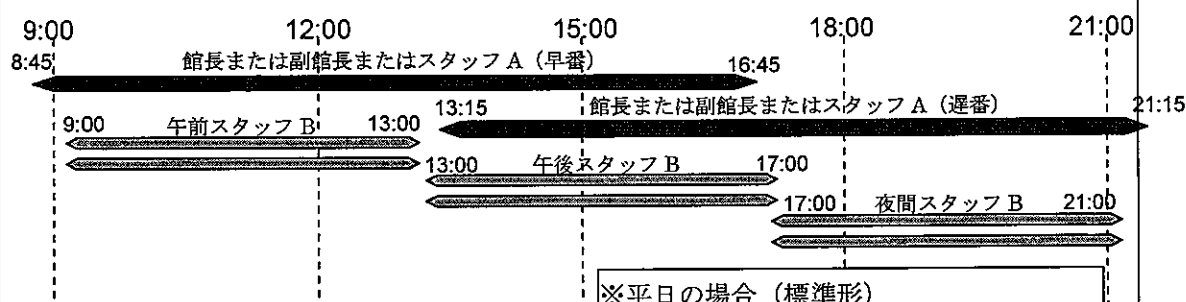 9:00 12:00 15:00 18:00 21:00
8:45 館長または副館長またはスタッフA（早番） 16:45
13:15 館長または副館長またはスタッフA（遅番） 21:15
9:00 午前スタッフB 13:00
13:00 午後スタッフB 17:00
17:00 夜間スタッフB 21:00
※平日の場合（標準形）